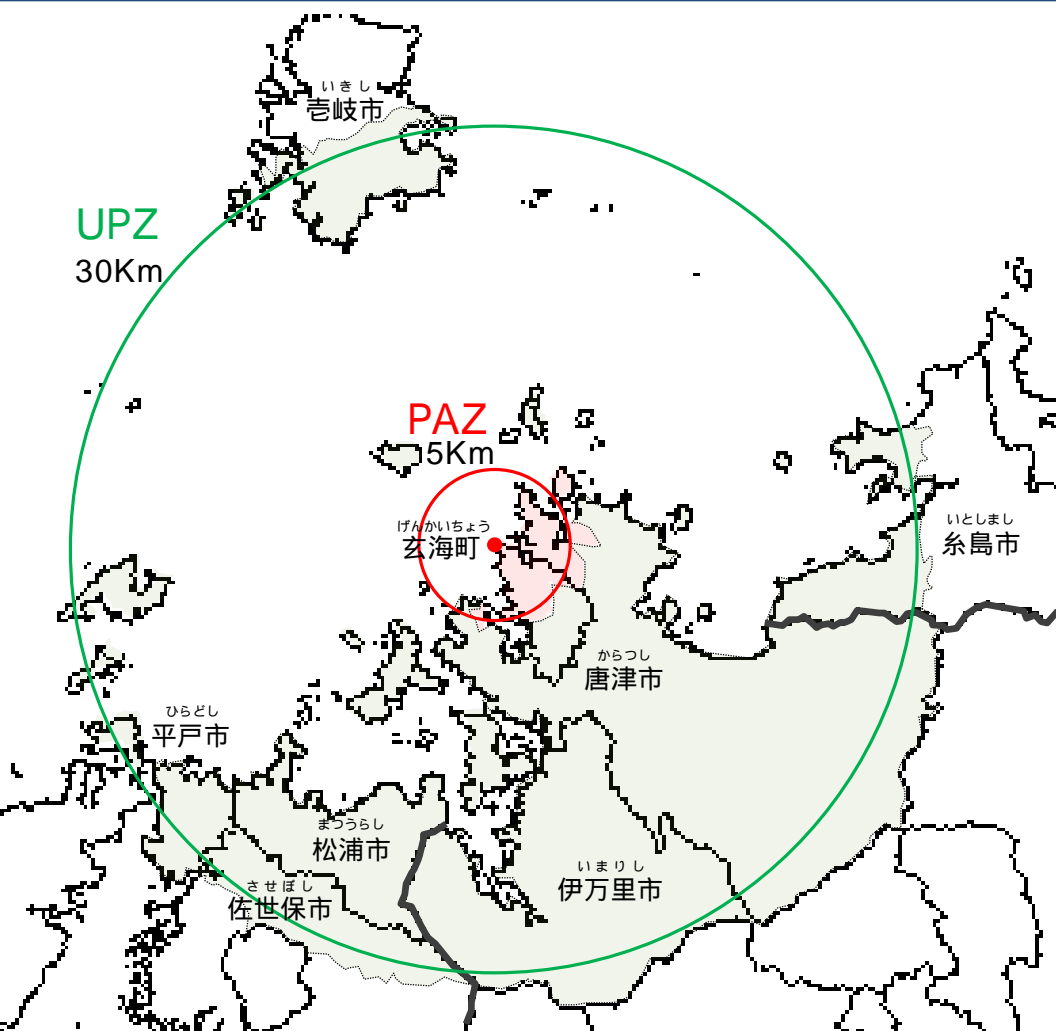 いきし
壱岐市
UPZ
30Km
PAZ
5Km
げんかいちょう
玄海町
いとしまし
糸島市
からつし
唐津市
ひらどし
平戸市
まつうらし
松浦市
いまりし
伊万里市
させぼし
佐世保市